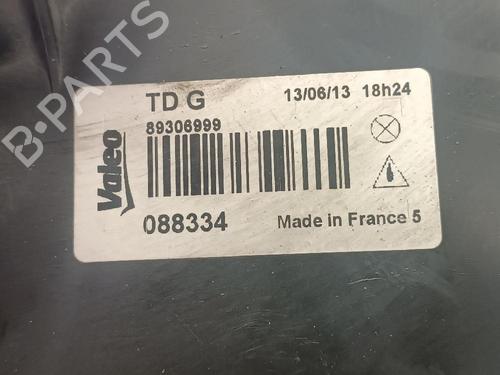 TD G
13/06/13 18h24
89306999
Valeo
088334
Made in France 5
B-PARTS